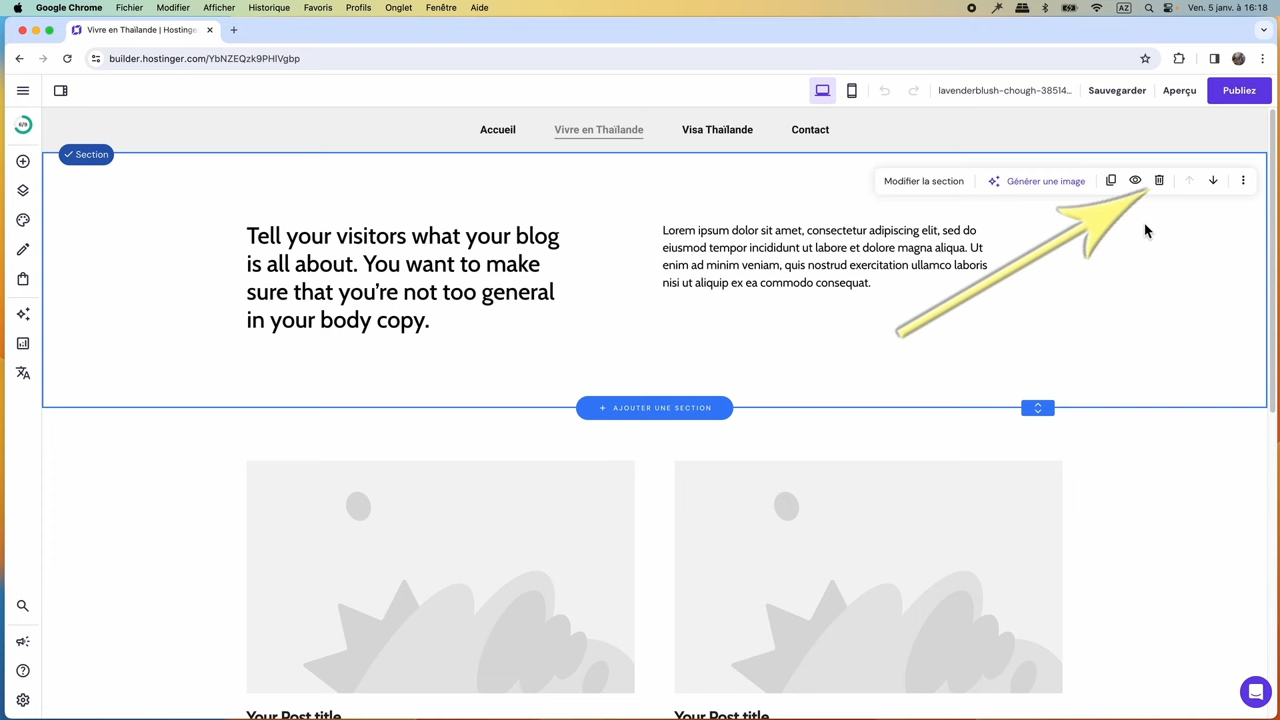 Google Chrome Fichier Modifier Afficher Historique Favoris Profils Onglet Fenêtre Aide AZ Ven. 5 janv. à 16:18
Vivre en Thaïlande | Hostinge
builder.hostinger.com/YbNZEQzk9PHIVgbp
lavenderblush-chough-38514... Sauvegarder Aperçu Publiez
6/9
Accueil Vivre en Thaïlande Visa Thaïlande Contact
Section
Modifier la section Générer une image
Tell your visitors what your blog
is all about. You want to make
sure that you’re not too general
in your body copy.
Lorem ipsum dolor sit amet, consectetur adipiscing elit, sed do
eiusmod tempor incididunt ut labore et dolore magna aliqua. Ut
enim ad minim veniam, quis nostrud exercitation ullamco laboris
nisi ut aliquip ex ea commodo consequat.
+ AJOUTER UNE SECTION
Your Post title
Your Post title